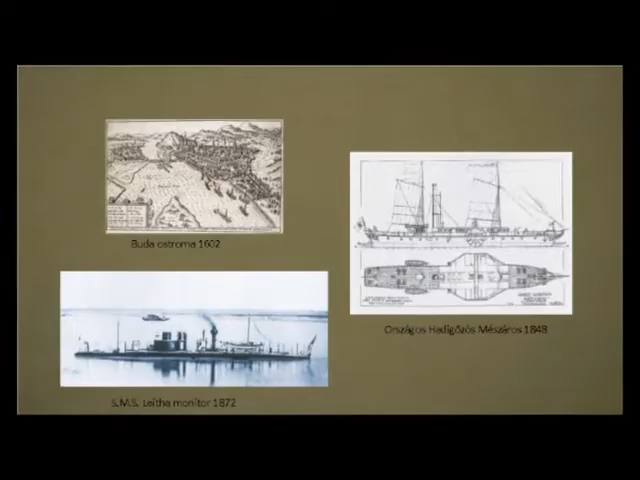 Buda ostroma 1602
Országos Hadigőzös Mészáros 1848
S.M.S. Leitha monitor 1872